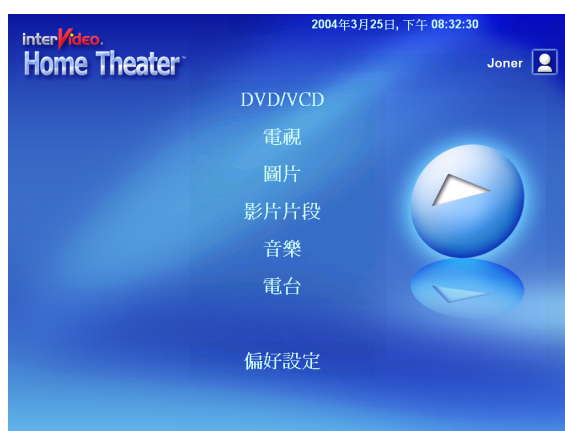 2004年3月25日, 下午 08:32:30
interVideo.
Home Theater™
Joner
DVD/VCD
電視
圖片
影片片段
音樂
電台
偏好設定